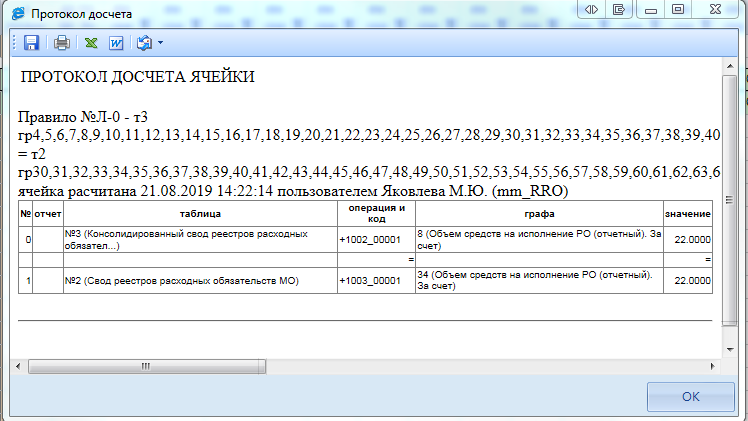 Протокол досчета
ПРОТОКОЛ ДОСЧЕТА ЯЧЕЙКИ
Правило №Л-0 - т3
гр4,5,6,7,8,9,10,11,12,13,14,15,16,17,18,19,20,21,22,23,24,25,26,27,28,29,30,31,32,33,34,35,36,37,38,39,40
= т2
гр30,31,32,33,34,35,36,37,38,39,40,41,42,43,44,45,46,47,48,49,50,51,52,53,54,55,56,57,58,59,60,61,62,63,6
ячейка расчитана 21.08.2019 14:22:14 пользователем Яковлева М.Ю. (mm_RRO)
№ отчет таблица операция и код графа значение
0 №3 (Консолидированный свод реестров расходных обязател...) +1002_00001 8 (Объем средств на исполнение РО (отчетный). За счет) 22.0000
= =
1 №2 (Свод реестров расходных обязательств МО) +1003_00001 34 (Объем средств на исполнение РО (отчетный). За счет) 22.0000
OK